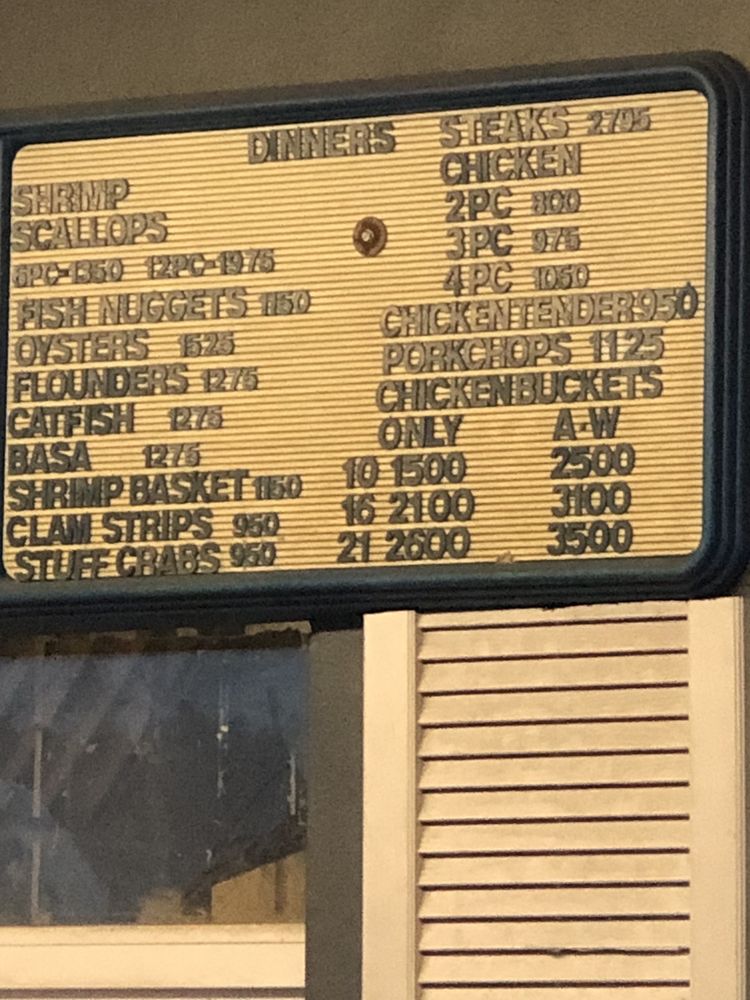 DINNERS
SHRIMP
SCALLOPS
6PC-1350 12PC-1975
FISH NUGGETS 1150
OYSTERS 1525
FLOUNDERS 1275
CATFISH 1275
BASA 1275
SHRIMP BASKET 1150
CLAM STRIPS 950
STUFF CRABS 950
STEAKS 2795
CHICKEN
2PC 800
3PC 975
4PC 1050
CHICKENTENDER950
PORKCHOPS 1125
CHICKENBUCKETS
ONLY A-W
10 1500 2500
16 2100 3100
21 2600 3500